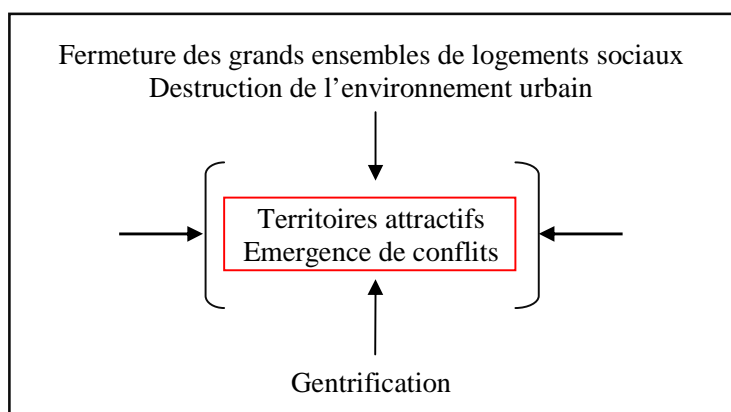 Fermeture des grands ensembles de logements sociaux
Destruction de l’environnement urbain
Territoires attractifs
Emergence de conflits
Gentrification